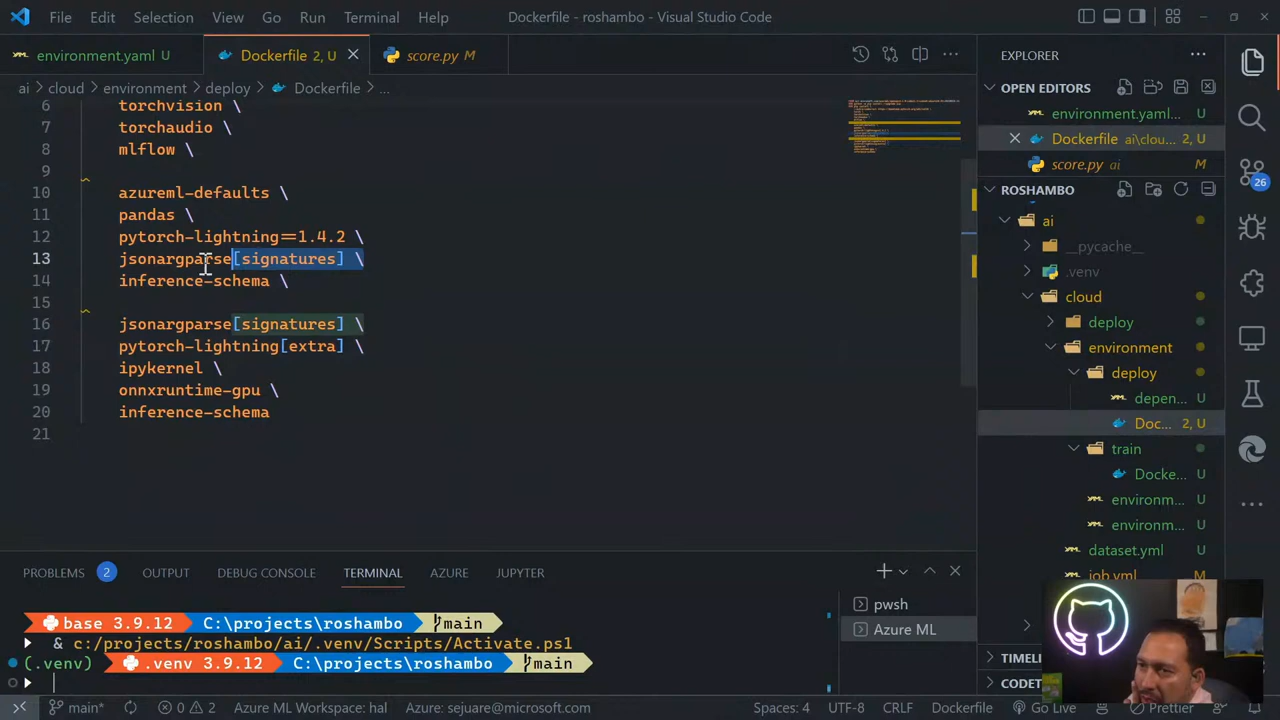 File Edit Selection View Go Run Terminal Help Dockerfile - roshambo - Visual Studio Code
environment.yaml U Dockerfile 2, U score.py M
ai > cloud > environment > deploy > Dockerfile > ...
6 torchvision \
7 torchaudio \
8 mlflow \
9
10 azureml-defaults \
11 pandas \
12 pytorch-lightning==1.4.2 \
13 jsonargparse[signatures] \
14 inference-schema \
15
16 jsonargparse[signatures] \
17 pytorch-lightning[extra] \
18 ipykernel \
19 onnxruntime-gpu \
20 inference-schema
21
EXPLORER ...
OPEN EDITORS
environment.yaml... U
Dockerfile ai\clou... 2, U
score.py ai M
ROSHAMBO
ai
__pycache__
.venv
cloud
deploy
environment
deploy
depen... U
Doc... 2, U
train
Docke... U
environm... U
environm... U
dataset.yml U
job.yml M
TIMELI
CODET
26
PROBLEMS 2 OUTPUT DEBUG CONSOLE TERMINAL AZURE JUPYTER
base 3.9.12 C:\projects\roshambo main
& c:/projects/roshambo/ai/.venv/Scripts/Activate.ps1
(.venv) .venv 3.9.12 C:\projects\roshambo main
pwsh
Azure ML
main* 0 2 Azure ML Workspace: hal Azure: sejuare@microsoft.com Spaces: 4 UTF-8 CRLF Dockerfile Go Live Prettier